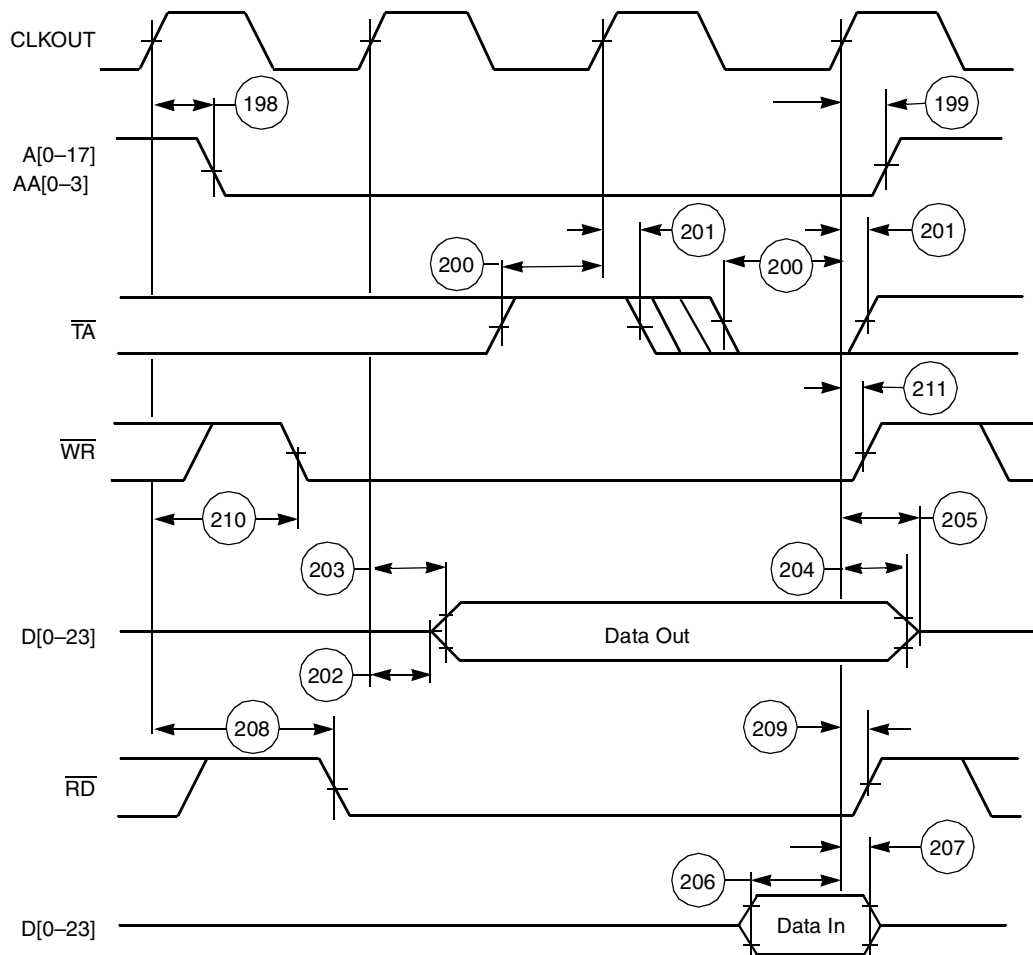 CLKOUT
198
199
A[0–17]
AA[0–3]
200
201
200
201
TA
211
WR
210
205
203
204
D[0–23]
Data Out
202
208
209
RD
207
206
D[0–23]
Data In